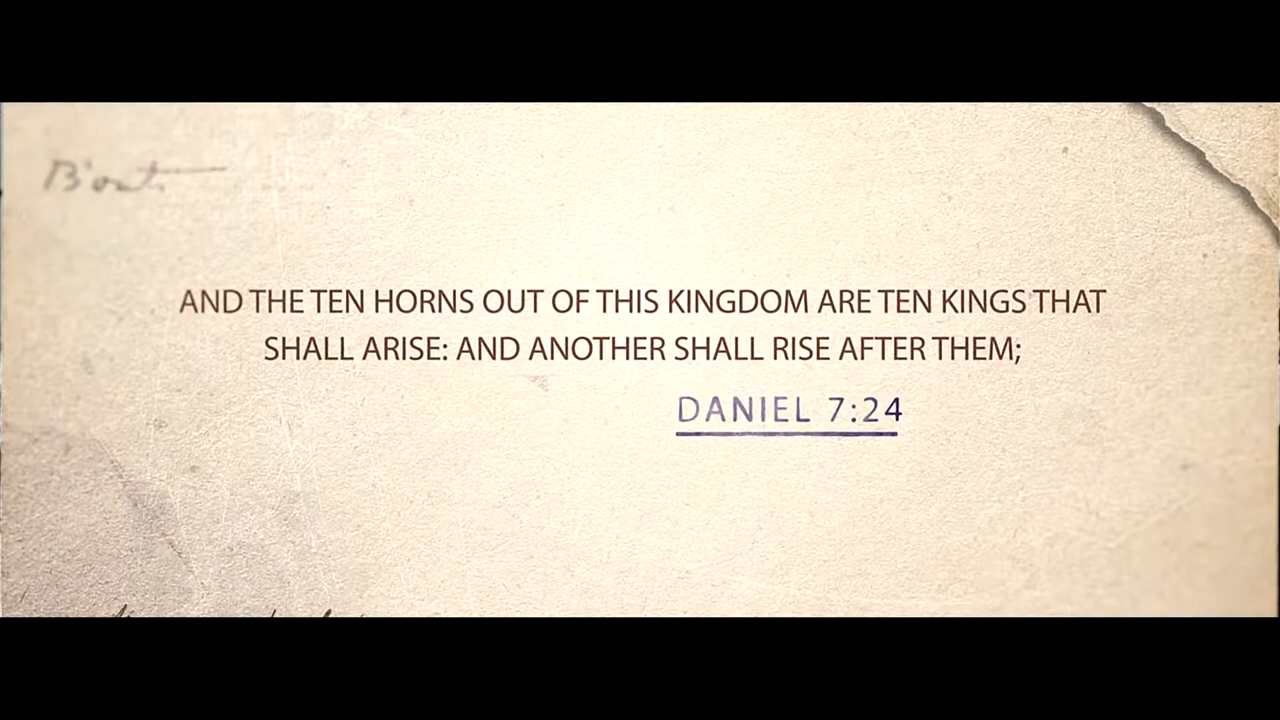 AND THE TEN HORNS OUT OF THIS KINGDOM ARE TEN KINGS THAT
SHALL ARISE: AND ANOTHER SHALL RISE AFTER THEM;
DANIEL 7:24